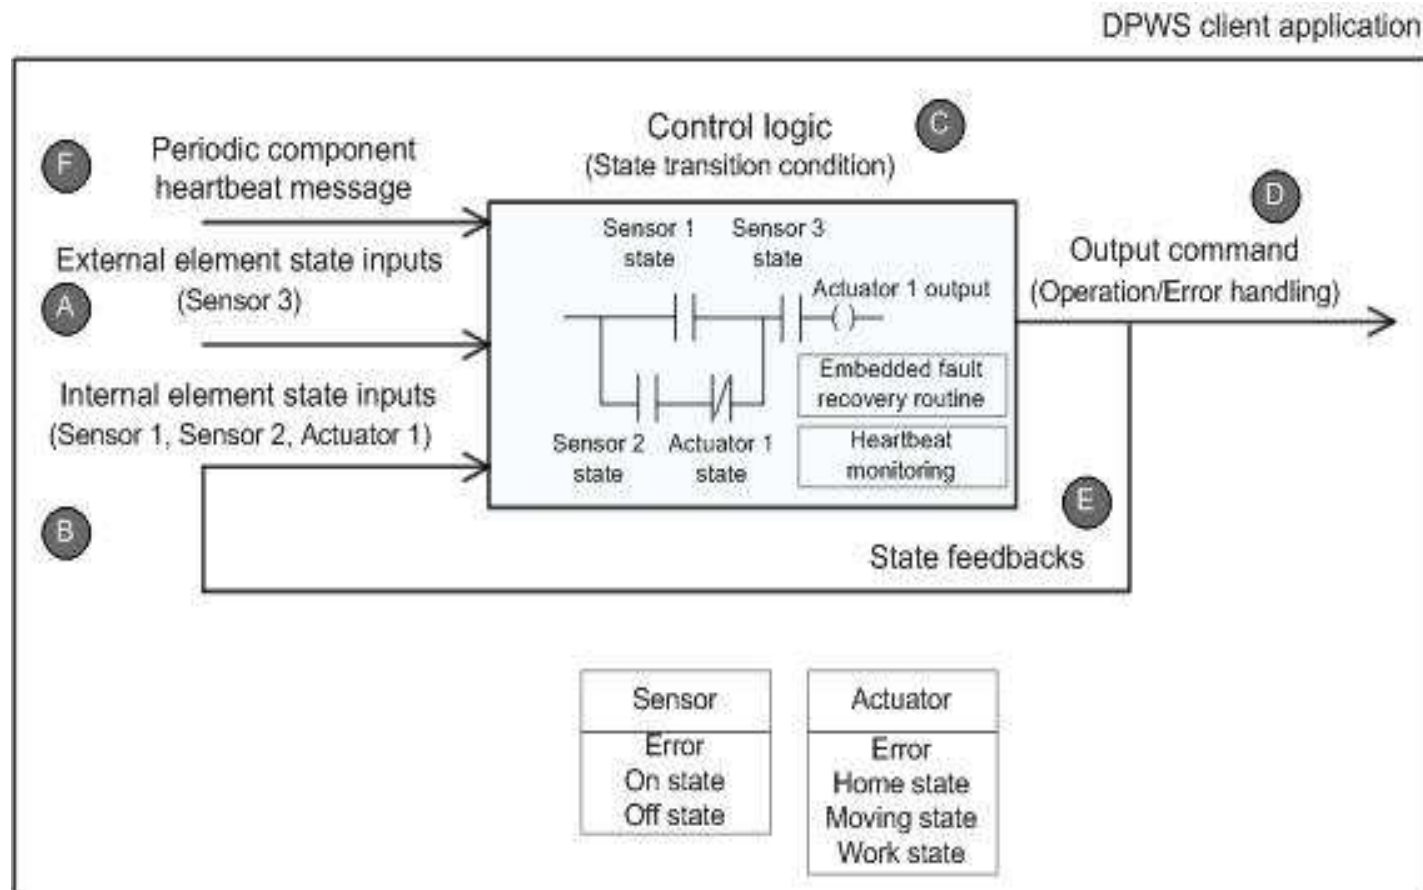 DPWS client application
F
Periodic component
heartbeat message
External element state inputs
A
(Sensor 3)
Internal element state inputs
(Sensor 1, Sensor 2, Actuator 1)
B
Control logic
(State transition condition)
C
Sensor 1
state
Sensor 3
state
Actuator 1 output
Embedded fault
recovery routine
Sensor 2
state
Actuator 1
state
Heartbeat
monitoring
D
Output command
(Operation/Error handling)
E
State feedbacks
Sensor
Error
On state
Off state
Actuator
Error
Home state
Moving state
Work state